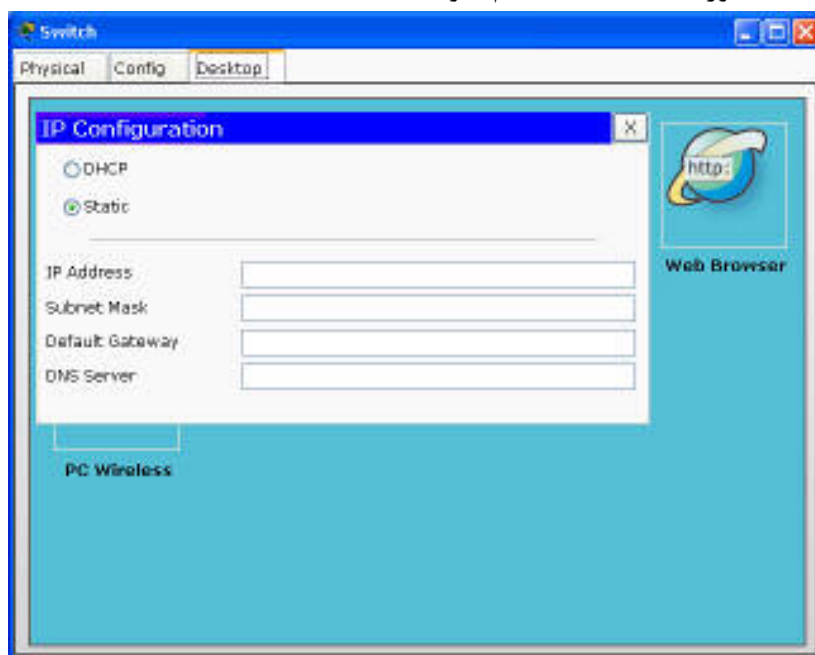 Switch
Physical Config Desktop
IP Configuration
X
http:
DHCP
Static
IP Address
Web Browser
Subnet Mask
Default Gateway
DNS Server
PC Wireless